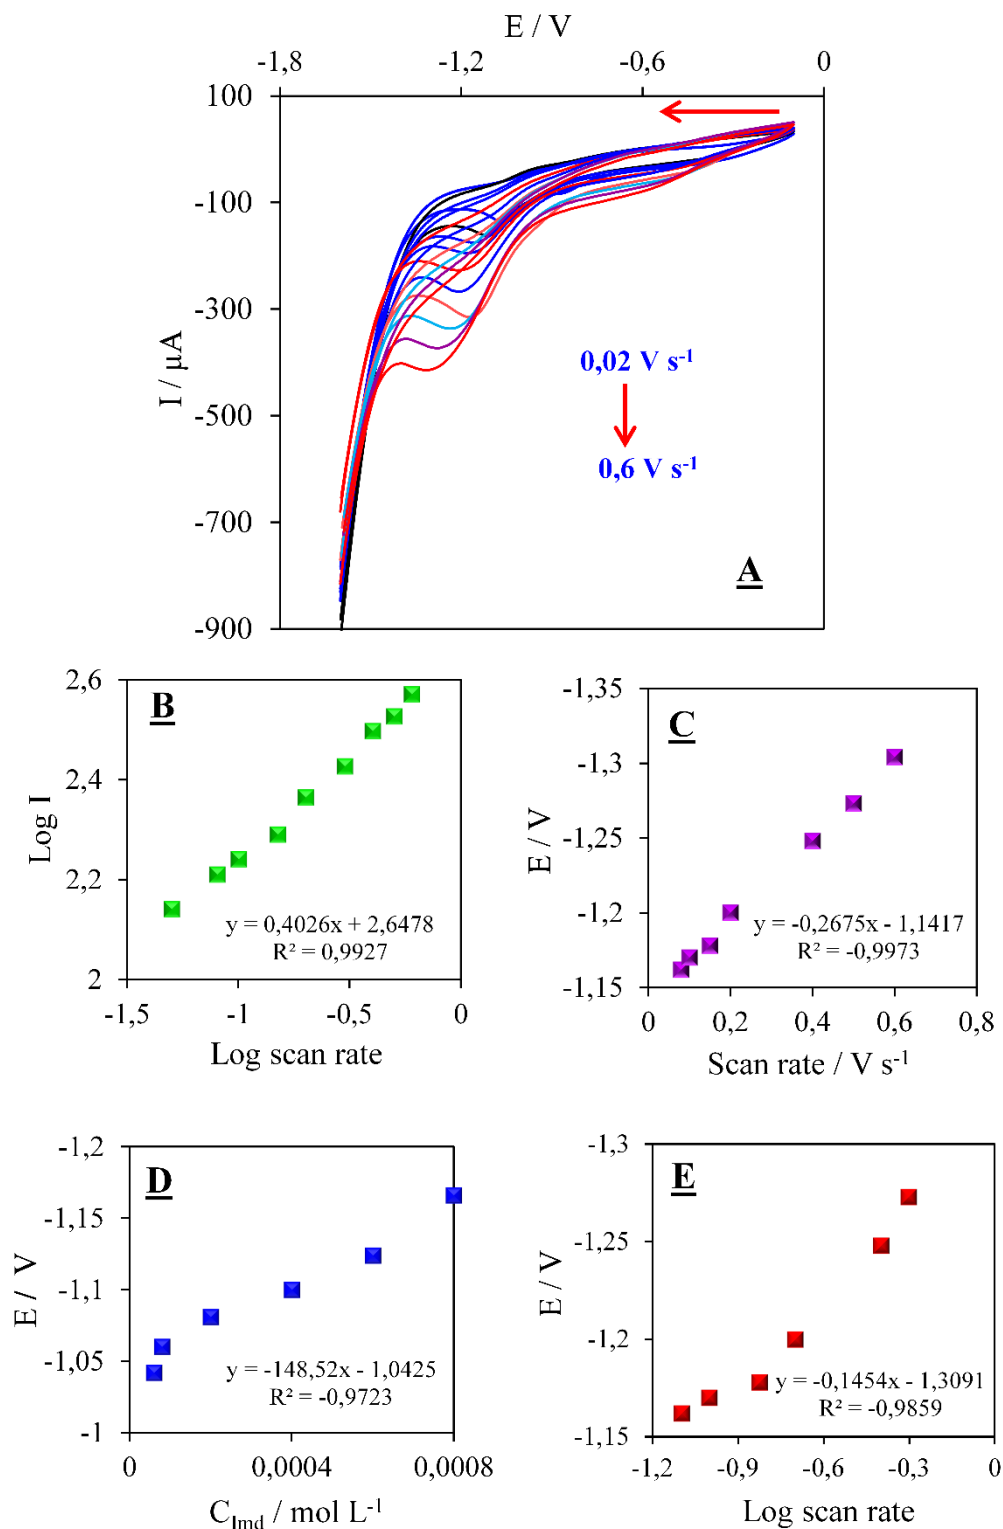 E / V
-1,8 -1,2 -0,6 0
100
-100
-300
-500
-700
-900
I / µA
0,02 V s⁻¹
0,6 V s⁻¹
A
2,6
2,4
2,2
2
Log I
B
y = 0,4026x + 2,6478
R² = 0,9927
-1,5 -1 -0,5 0
Log scan rate
-1,35
-1,3
-1,25
-1,2
-1,15
E / V
C
y = -0,2675x - 1,1417
R² = -0,9973
0 0,2 0,4 0,6 0,8
Scan rate / V s⁻¹
-1,2
-1,15
-1,10
-1,05
-1
E / V
D
y = -148,52x - 1,0425
R² = -0,9723
0 0,0004 0,0008
C_Imd / mol L⁻¹
-1,3
-1,25
-1,2
-1,15
E / V
E
y = -0,1454x - 1,3091
R² = -0,9859
-1,2 -0,9 -0,6 -0,3 0
Log scan rate